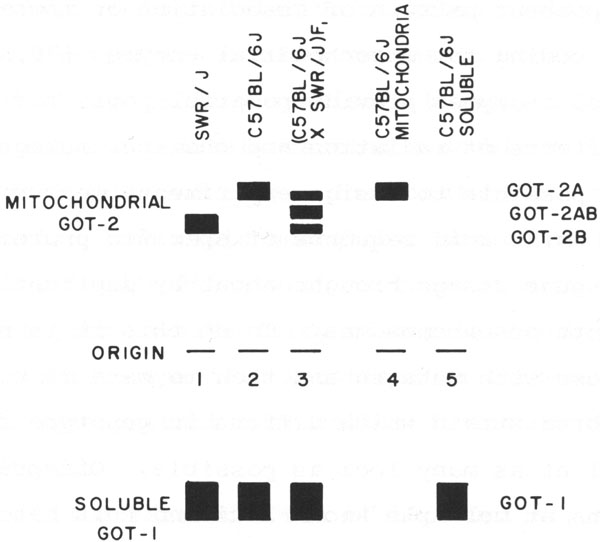 SWR/J
C57BL/6J
(C57BL/6J
X SWR/J)F₁
C57BL/6J
MITOCHONDRIA
C57BL/6J
SOLUBLE
MITOCHONDRIAL
GOT-2
GOT-2A
GOT-2AB
GOT-2B
ORIGIN
1 2 3 4 5
SOLUBLE
GOT-1
GOT-1